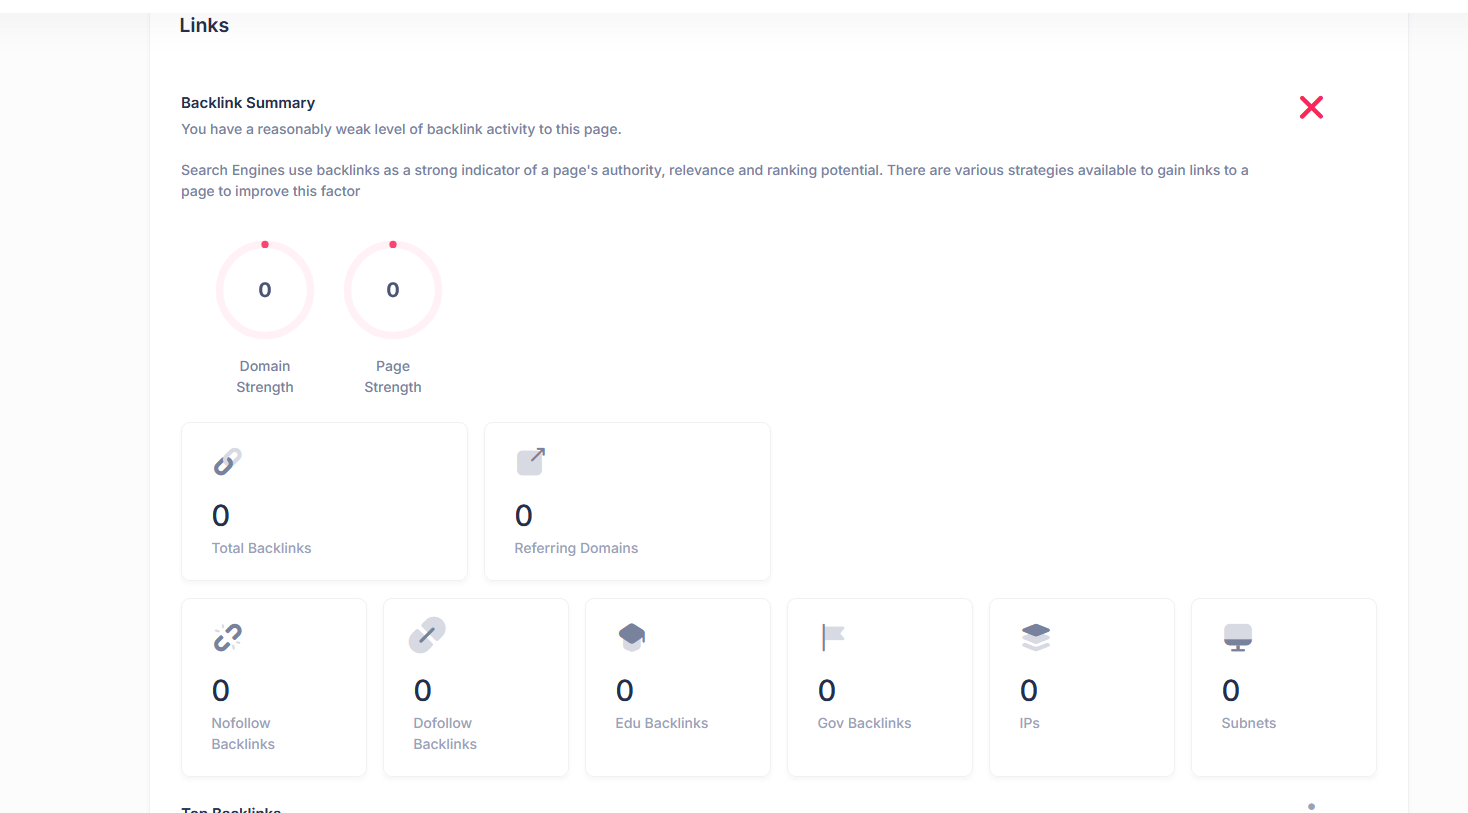 Links
Backlink Summary
You have a reasonably weak level of backlink activity to this page.
Search Engines use backlinks as a strong indicator of a page's authority, relevance and ranking potential. There are various strategies available to gain links to a
page to improve this factor
0
0
Domain
Strength
Page
Strength
0
Total Backlinks
0
Referring Domains
0
Nofollow
Backlinks
0
Dofollow
Backlinks
0
Edu Backlinks
0
Gov Backlinks
0
IPs
0
Subnets
Top Backlinks